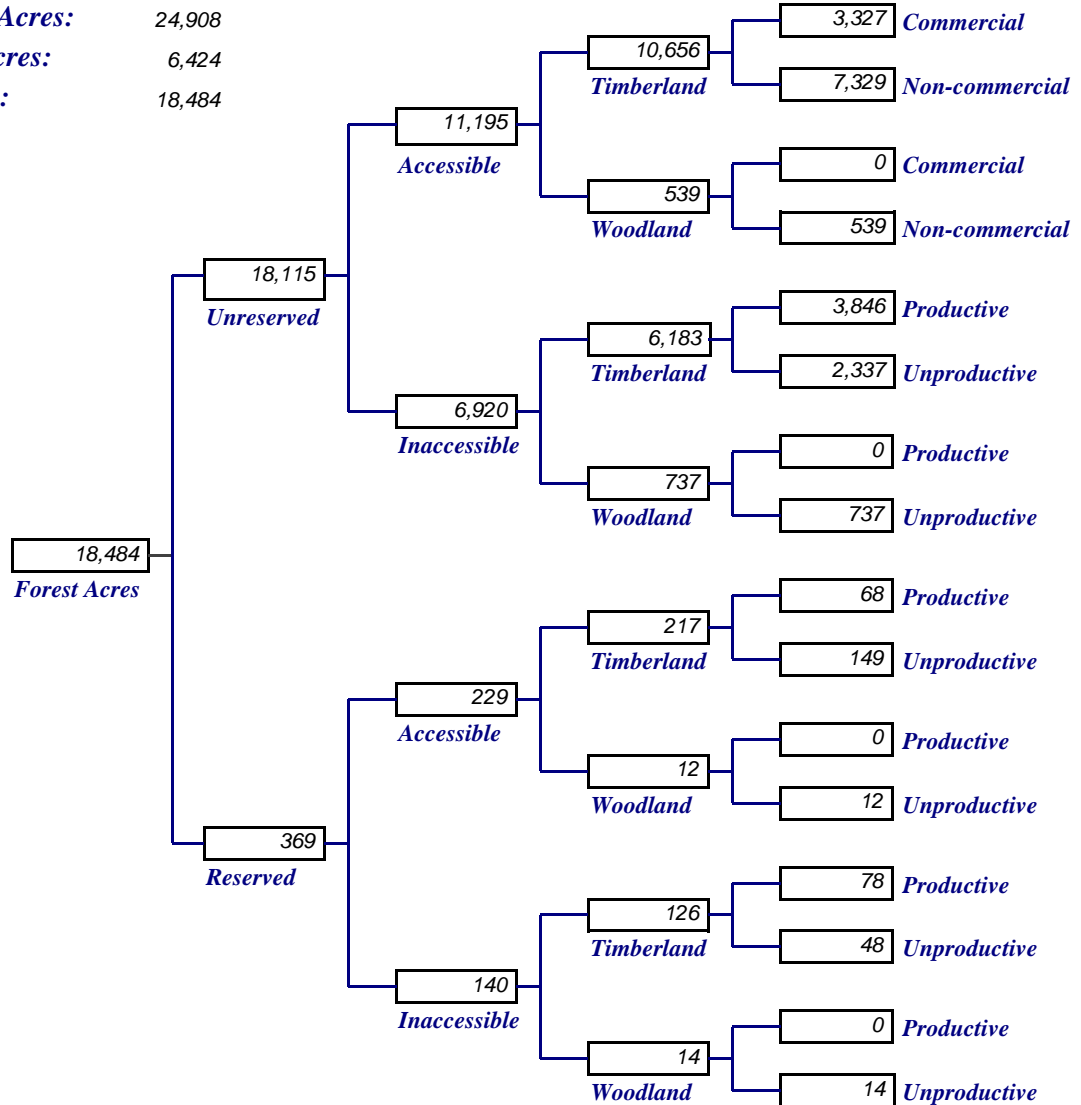 Acres: 24,908
cres: 6,424
: 18,484
3,327 Commercial
10,656
Timberland
7,329 Non-commercial
11,195
Accessible
0 Commercial
539
Woodland
539 Non-commercial
18,115
Unreserved
3,846 Productive
6,183
Timberland
2,337 Unproductive
6,920
Inaccessible
0 Productive
737
Woodland
737 Unproductive
18,484
Forest Acres
68 Productive
217
Timberland
149 Unproductive
229
Accessible
0 Productive
12
Woodland
12 Unproductive
369
Reserved
78 Productive
126
Timberland
48 Unproductive
140
Inaccessible
0 Productive
14
Woodland
14 Unproductive